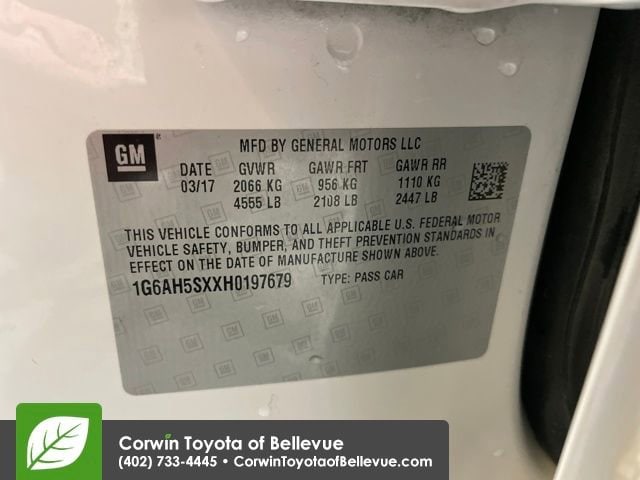 GM
MFD BY GENERAL MOTORS LLC
DATE GVWR GAWR FRT GAWR RR
03/17 2066 KG 956 KG 1110 KG
4555 LB 2108 LB 2447 LB
THIS VEHICLE CONFORMS TO ALL APPLICABLE U.S. FEDERAL MOTOR
VEHICLE SAFETY, BUMPER, AND THEFT PREVENTION STANDARDS IN
EFFECT ON THE DATE OF MANUFACTURE SHOWN ABOVE.
1G6AH5SXXH0197679 TYPE: PASS CAR
Corwin Toyota of Bellevue
(402) 733-4445 • CorwinToyotaofBellevue.com